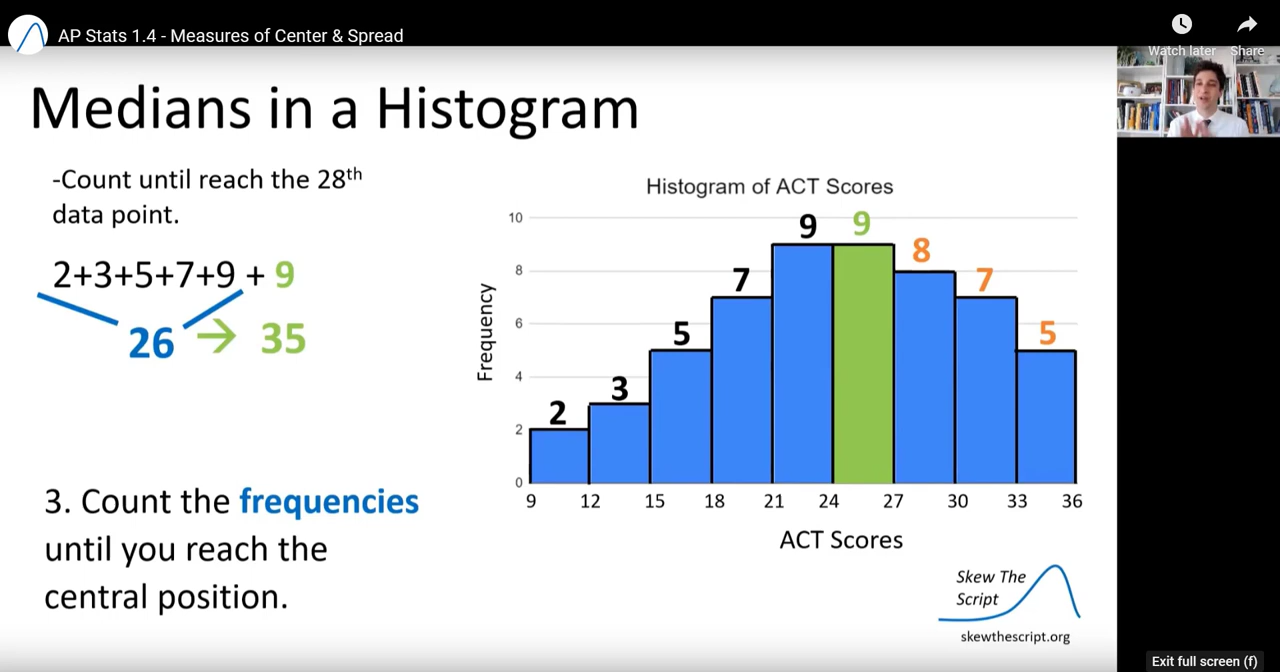 AP Stats 1.4 - Measures of Center & Spread
Watch later
Share
Medians in a Histogram
-Count until reach the 28th
data point.
2+3+5+7+9 + 9
26 → 35
3. Count the frequencies
until you reach the
central position.
Histogram of ACT Scores
Frequency
10
8
6
4
2
0
2
3
5
7
9
9
8
7
5
9 12 15 18 21 24 27 30 33 36
ACT Scores
Skew The
Script
skewthescript.org
Exit full screen (f)